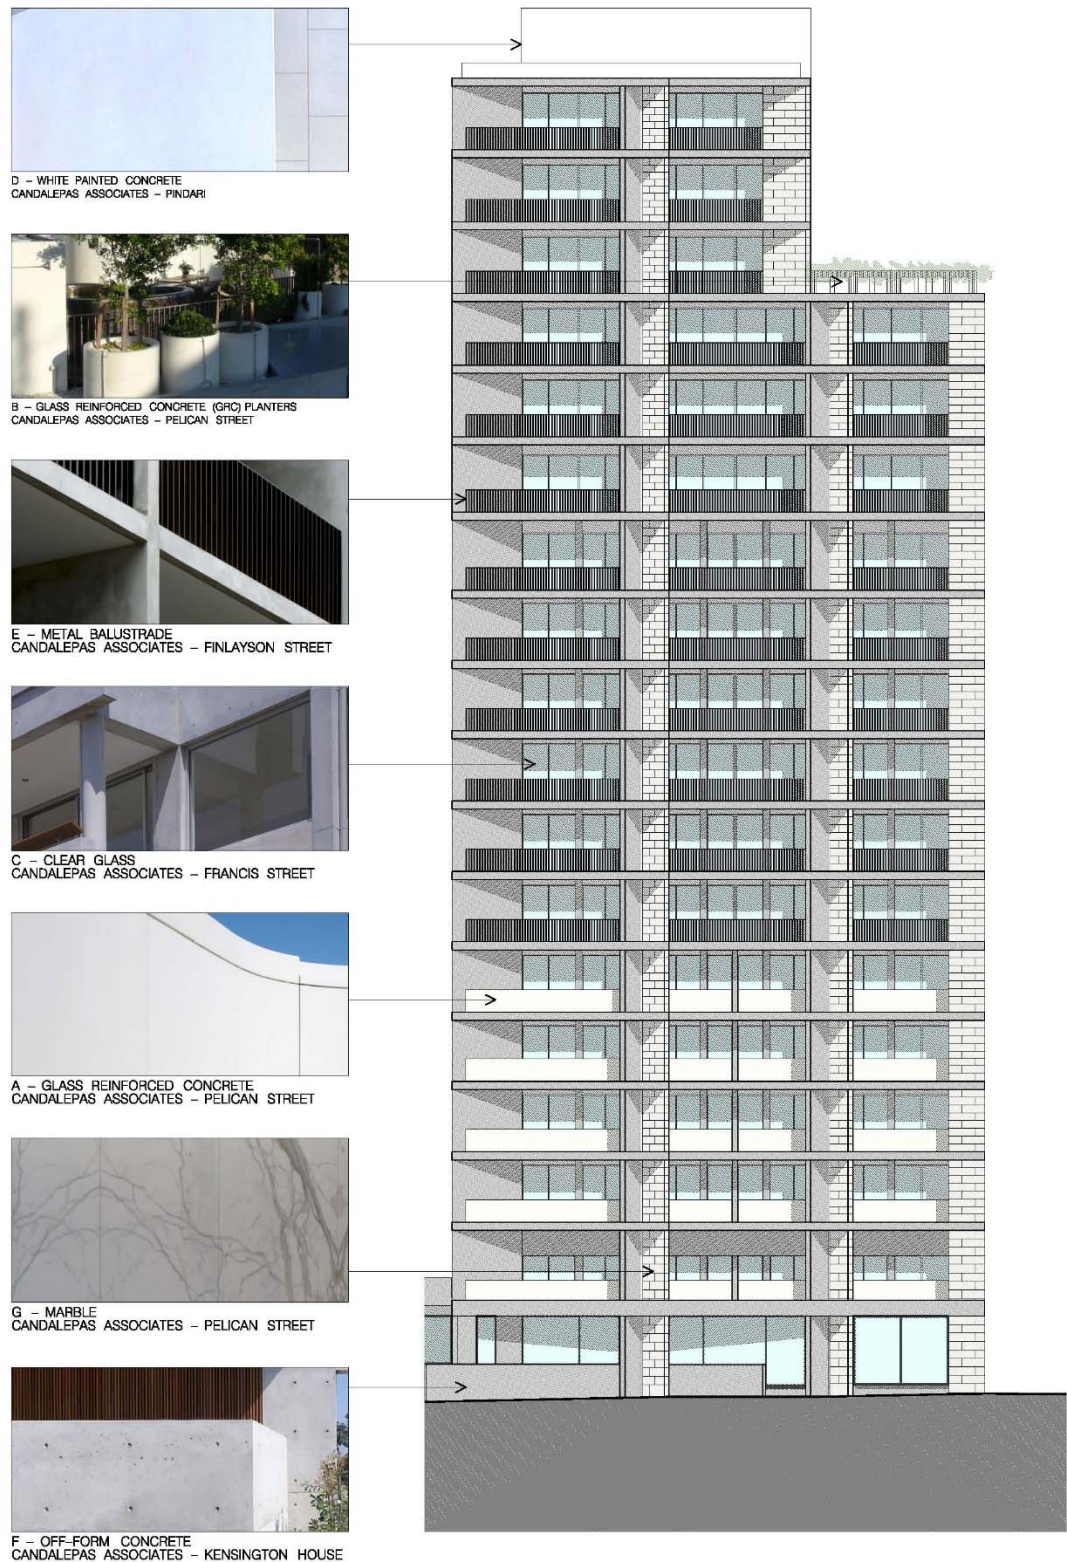 D – WHITE PAINTED CONCRETE
CANDALEPAS ASSOCIATES – PINDARI
B – GLASS REINFORCED CONCRETE (GRC) PLANTERS
CANDALEPAS ASSOCIATES – PELICAN STREET
E – METAL BALUSTRADE
CANDALEPAS ASSOCIATES – FINLAYSON STREET
C – CLEAR GLASS
CANDALEPAS ASSOCIATES – FRANCIS STREET
A – GLASS REINFORCED CONCRETE
CANDALEPAS ASSOCIATES – PELICAN STREET
G – MARBLE
CANDALEPAS ASSOCIATES – PELICAN STREET
F – OFF-FORM CONCRETE
CANDALEPAS ASSOCIATES – KENSINGTON HOUSE